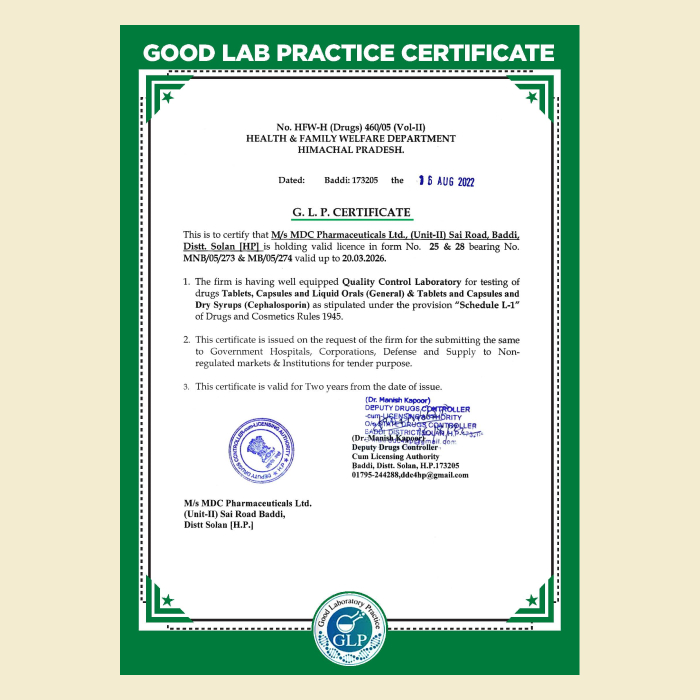 GOOD LAB PRACTICE CERTIFICATE
No. HFW-H (Drugs) 460/05 (Vol-II)
HEALTH & FAMILY WELFARE DEPARTMENT
HIMACHAL PRADESH.
Dated: Baddi: 173205 the 16 AUG 2022
G. L. P. CERTIFICATE
This is to certify that M/s MDC Pharmaceuticals Ltd., (Unit-II) Sai Road, Baddi,
Distt. Solan [HP] is holding valid licence in form No. 25 & 28 bearing No.
MNB/05/273 & MB/05/274 valid up to 20.03.2026.
1. The firm is having well equipped Quality Control Laboratory for testing of
drugs Tablets, Capsules and Liquid Orals (General) & Tablets and Capsules and
Dry Syrups (Cephalosporin) as stipulated under the provision "Schedule L-1"
of Drugs and Cosmetics Rules 1945.
2. This certificate is issued on the request of the firm for the submitting the same
to Government Hospitals, Corporations, Defense and Supply to Non-
regulated markets & Institutions for tender purpose.
3. This certificate is valid for Two years from the date of issue.
(Dr. Manish Kapoor)
DEPUTY DRUGS CONTROLLER
-cum-LICENSING AUTHORITY
STATE DRUGS CONTROLLER
BADDI DISTRICT SOLAN, H.P.
(Dr. Manish Kapoor)
Deputy Drugs Controller
Cum Licensing Authority
Baddi, Distt. Solan, H.P.173205
01795-244288,ddc4hp@gmail.com
DEPUTY DRUGS CONTROLLER-cum-LICENSING AUTHORITY
M/s MDC Pharmaceuticals Ltd.
(Unit-II) Sai Road Baddi,
Distt Solan [H.P.]
Good Laboratory Practice
GLP